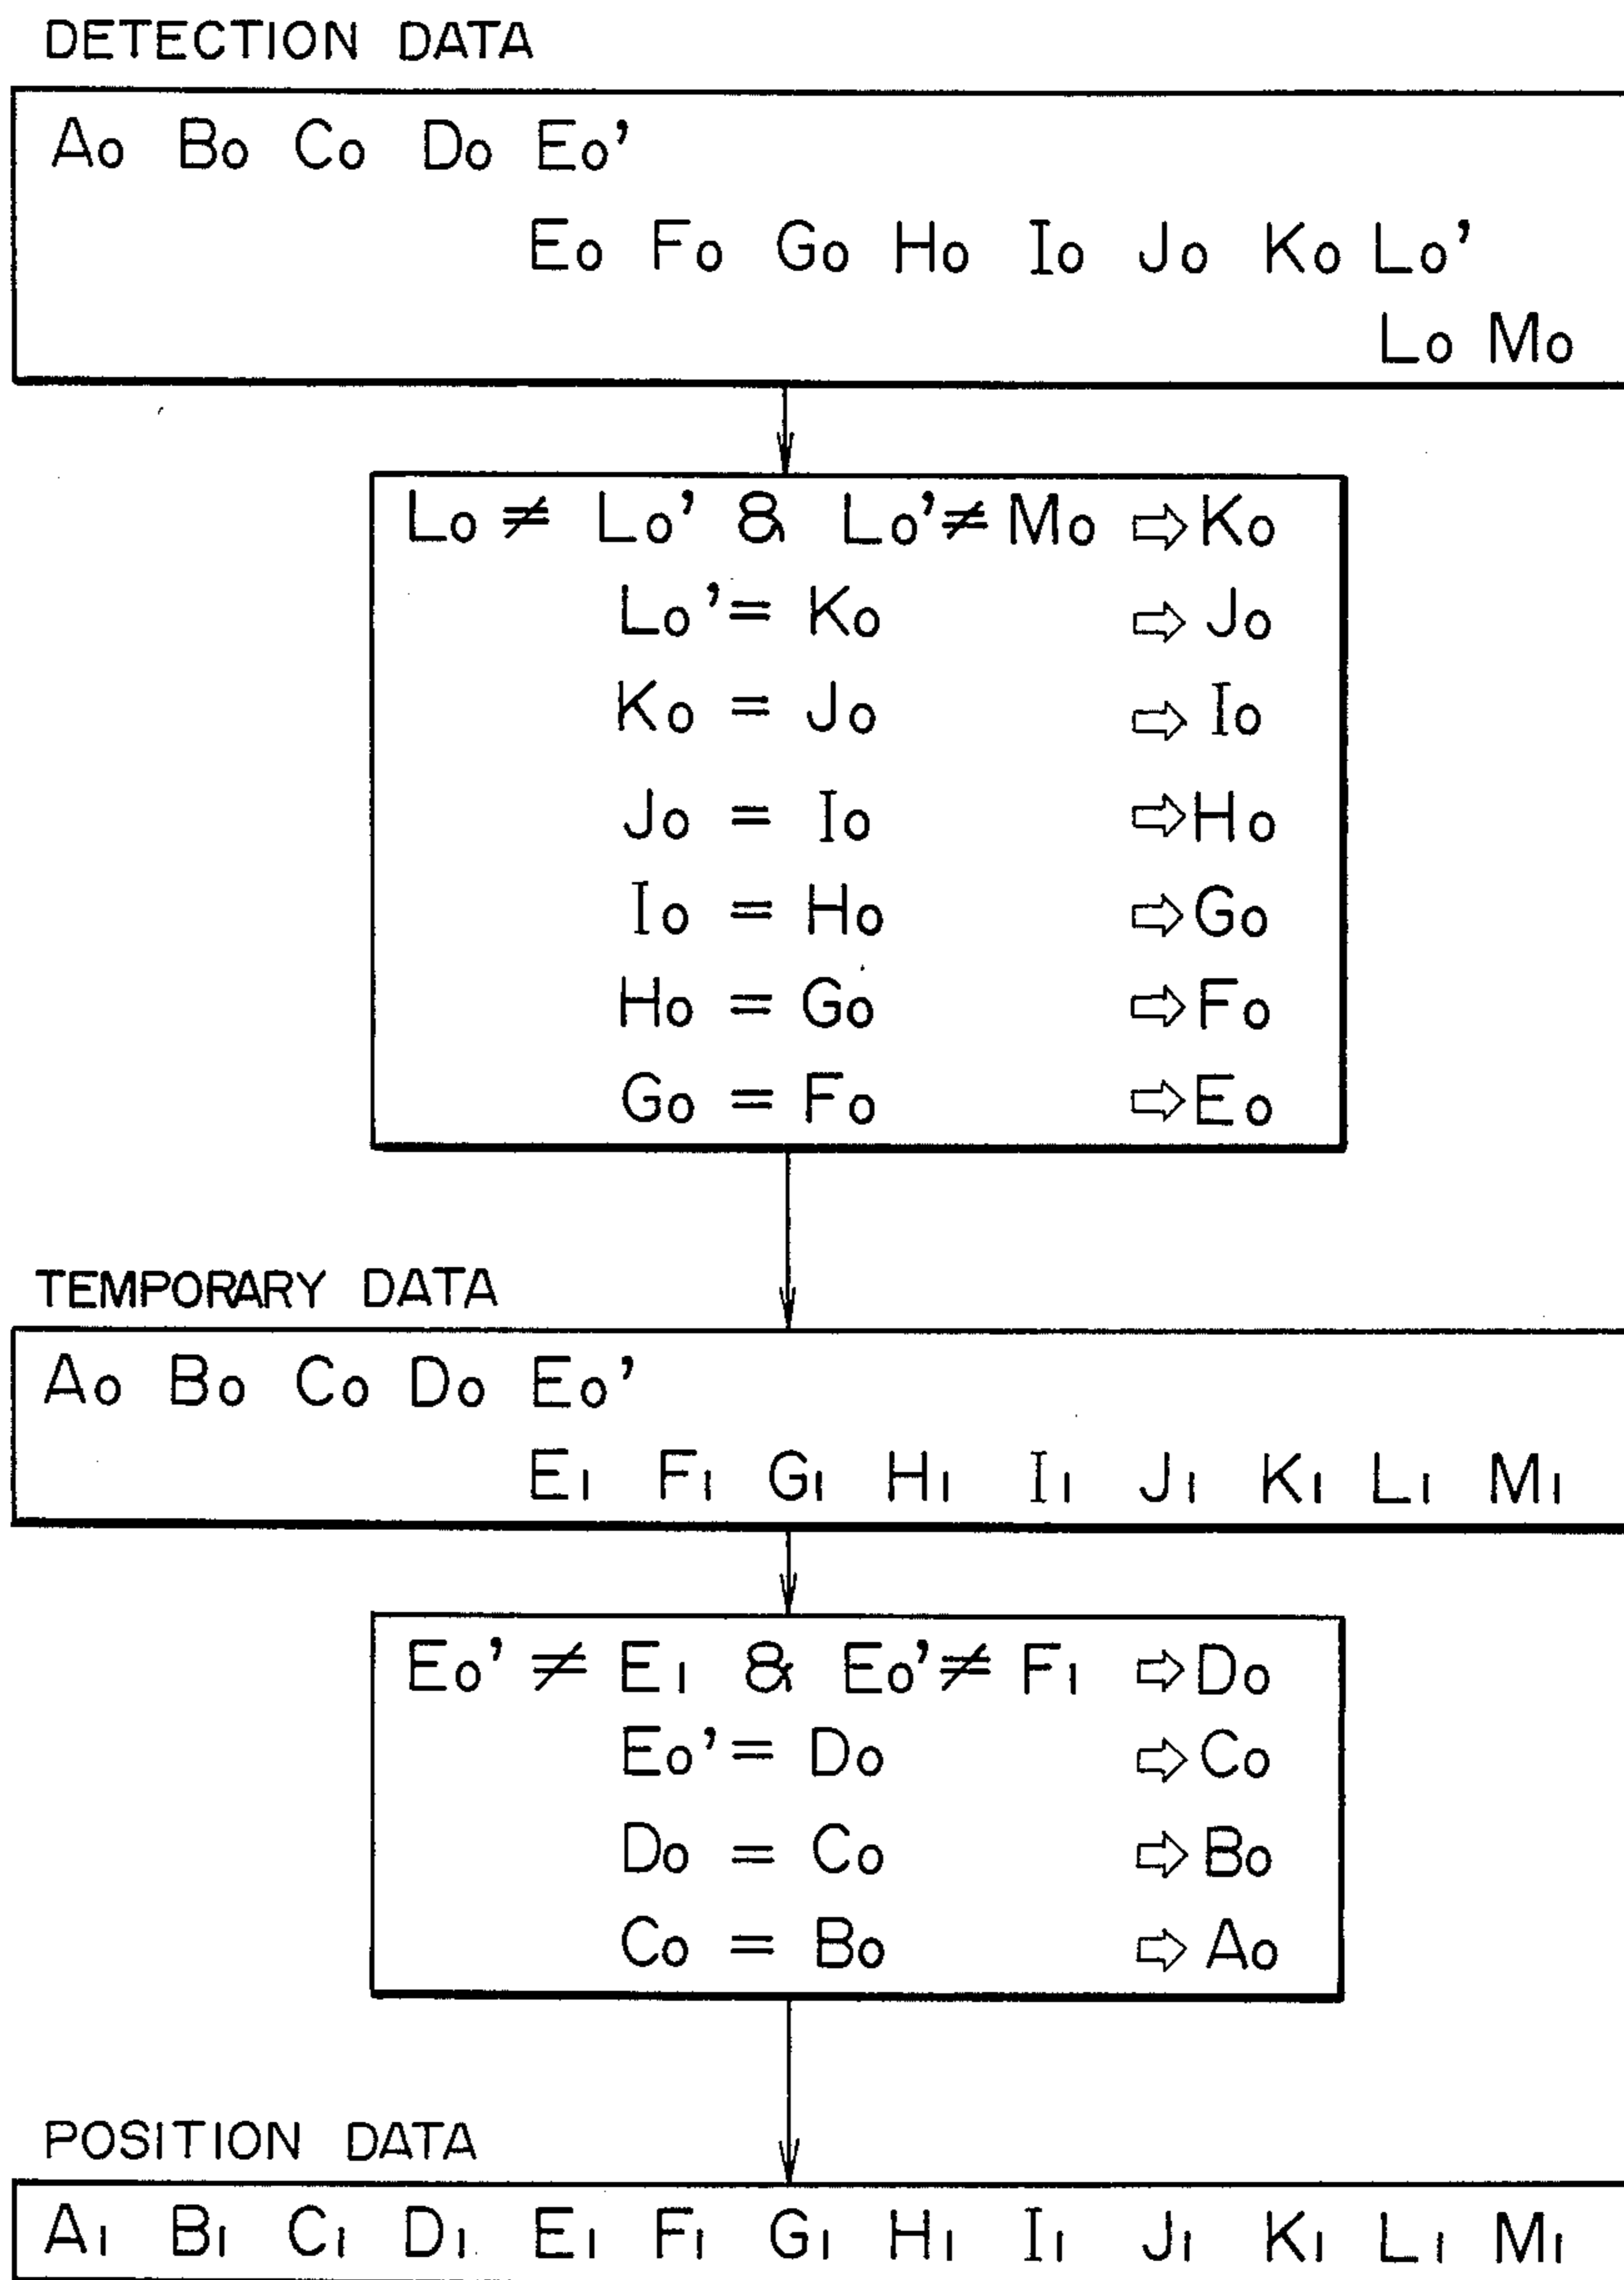 DETECTION DATA
Ao Bo Co Do Eo'
Eo Fo Go Ho Io Jo Ko Lo'
Lo Mo
Lo ≠ Lo' & Lo' ≠ Mo ⇨ Ko
Lo' = Ko ⇨ Jo
Ko = Jo ⇨ Io
Jo = Io ⇨ Ho
Io = Ho ⇨ Go
Ho = Go ⇨ Fo
Go = Fo ⇨ Eo
TEMPORARY DATA
Ao Bo Co Do Eo'
E1 F1 G1 H1 I1 J1 K1 L1 M1
Eo' ≠ E1 & Eo' ≠ F1 ⇨ Do
Eo' = Do ⇨ Co
Do = Co ⇨ Bo
Co = Bo ⇨ Ao
POSITION DATA
A1 B1 C1 D1 E1 F1 G1 H1 I1 J1 K1 L1 M1